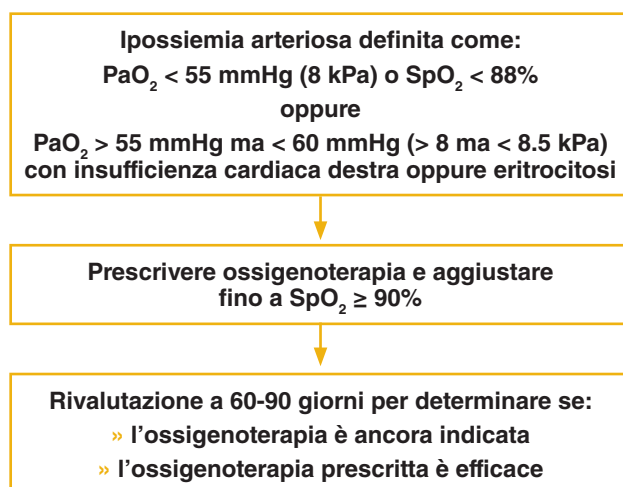 Ipossiemia arteriosa definita come:
PaO₂ < 55 mmHg (8 kPa) o SpO₂ < 88%
oppure
PaO₂ > 55 mmHg ma < 60 mmHg (> 8 ma < 8.5 kPa)
con insufficienza cardiaca destra oppure eritrocitosi
Prescrivere ossigenoterapia e aggiustare
fino a SpO₂ ≥ 90%
Rivalutazione a 60-90 giorni per determinare se:
» l'ossigenoterapia è ancora indicata
» l'ossigenoterapia prescritta è efficace